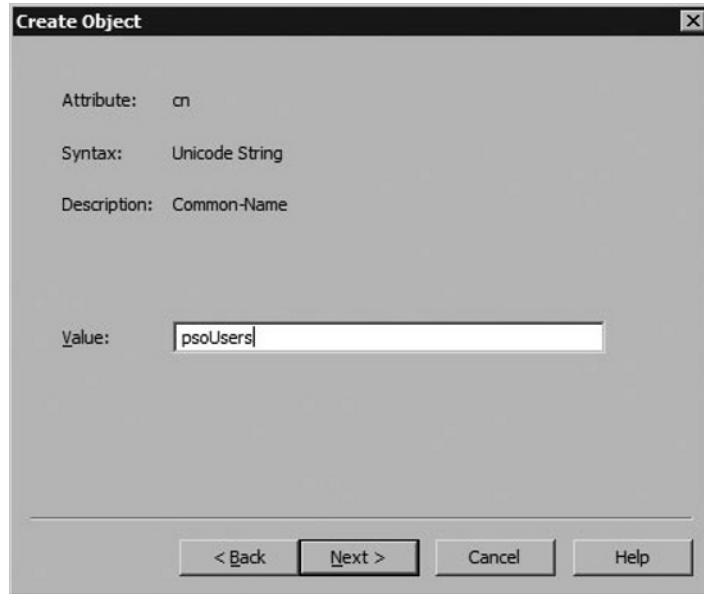 Create Object
Attribute: cn
Syntax: Unicode String
Description: Common-Name
Value: psoUsers
< Back Next > Cancel Help